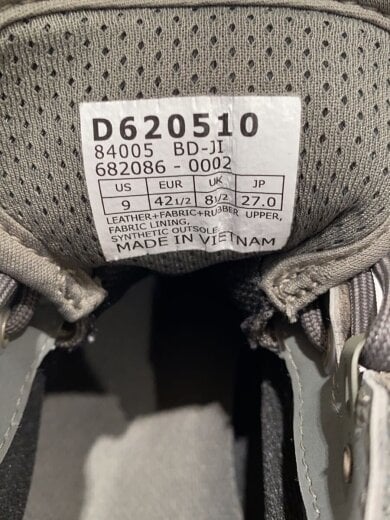 D620510
84005 BD-JI
682086-0002
US EUR UK JP
9 42 1/2 8 1/2 27.0
LEATHER+FABRIC+RUBBER UPPER,
FABRIC LINING,
SYNTHETIC OUTSOLE
MADE IN VIETNAM